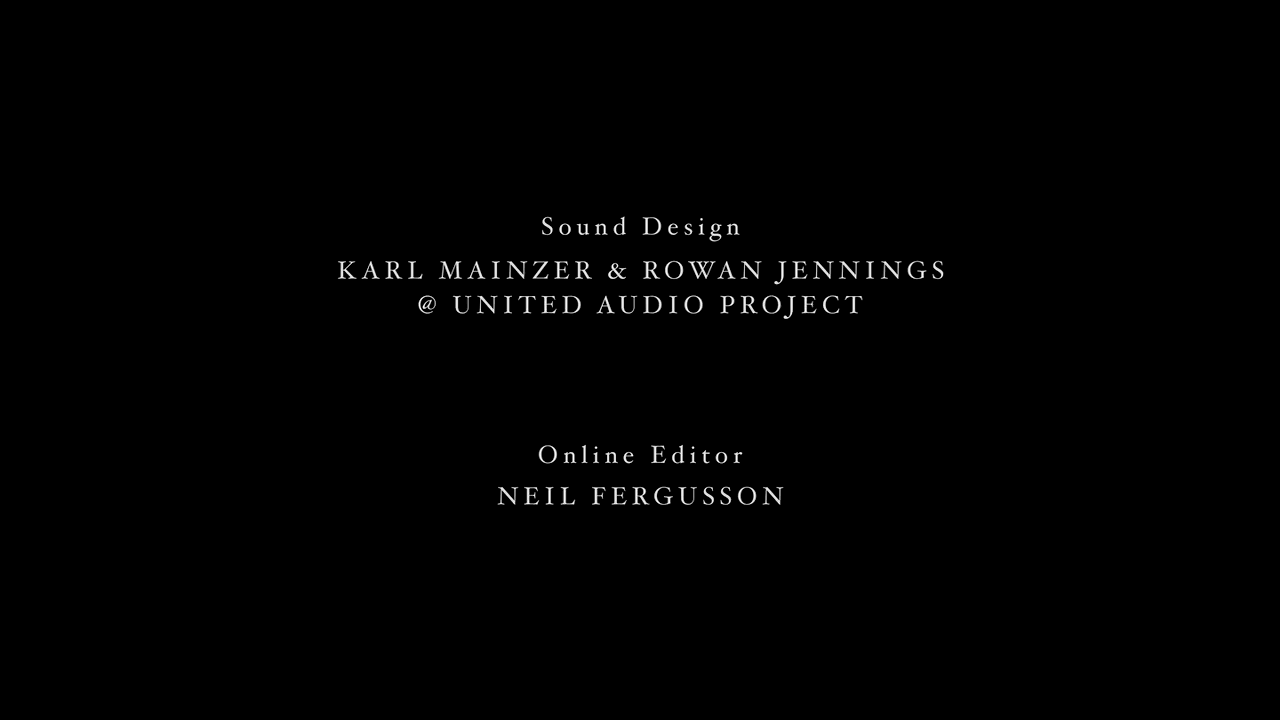 Sound Design
KARL MAINZER & ROWAN JENNINGS
@ UNITED AUDIO PROJECT
Online Editor
NEIL FERGUSSON